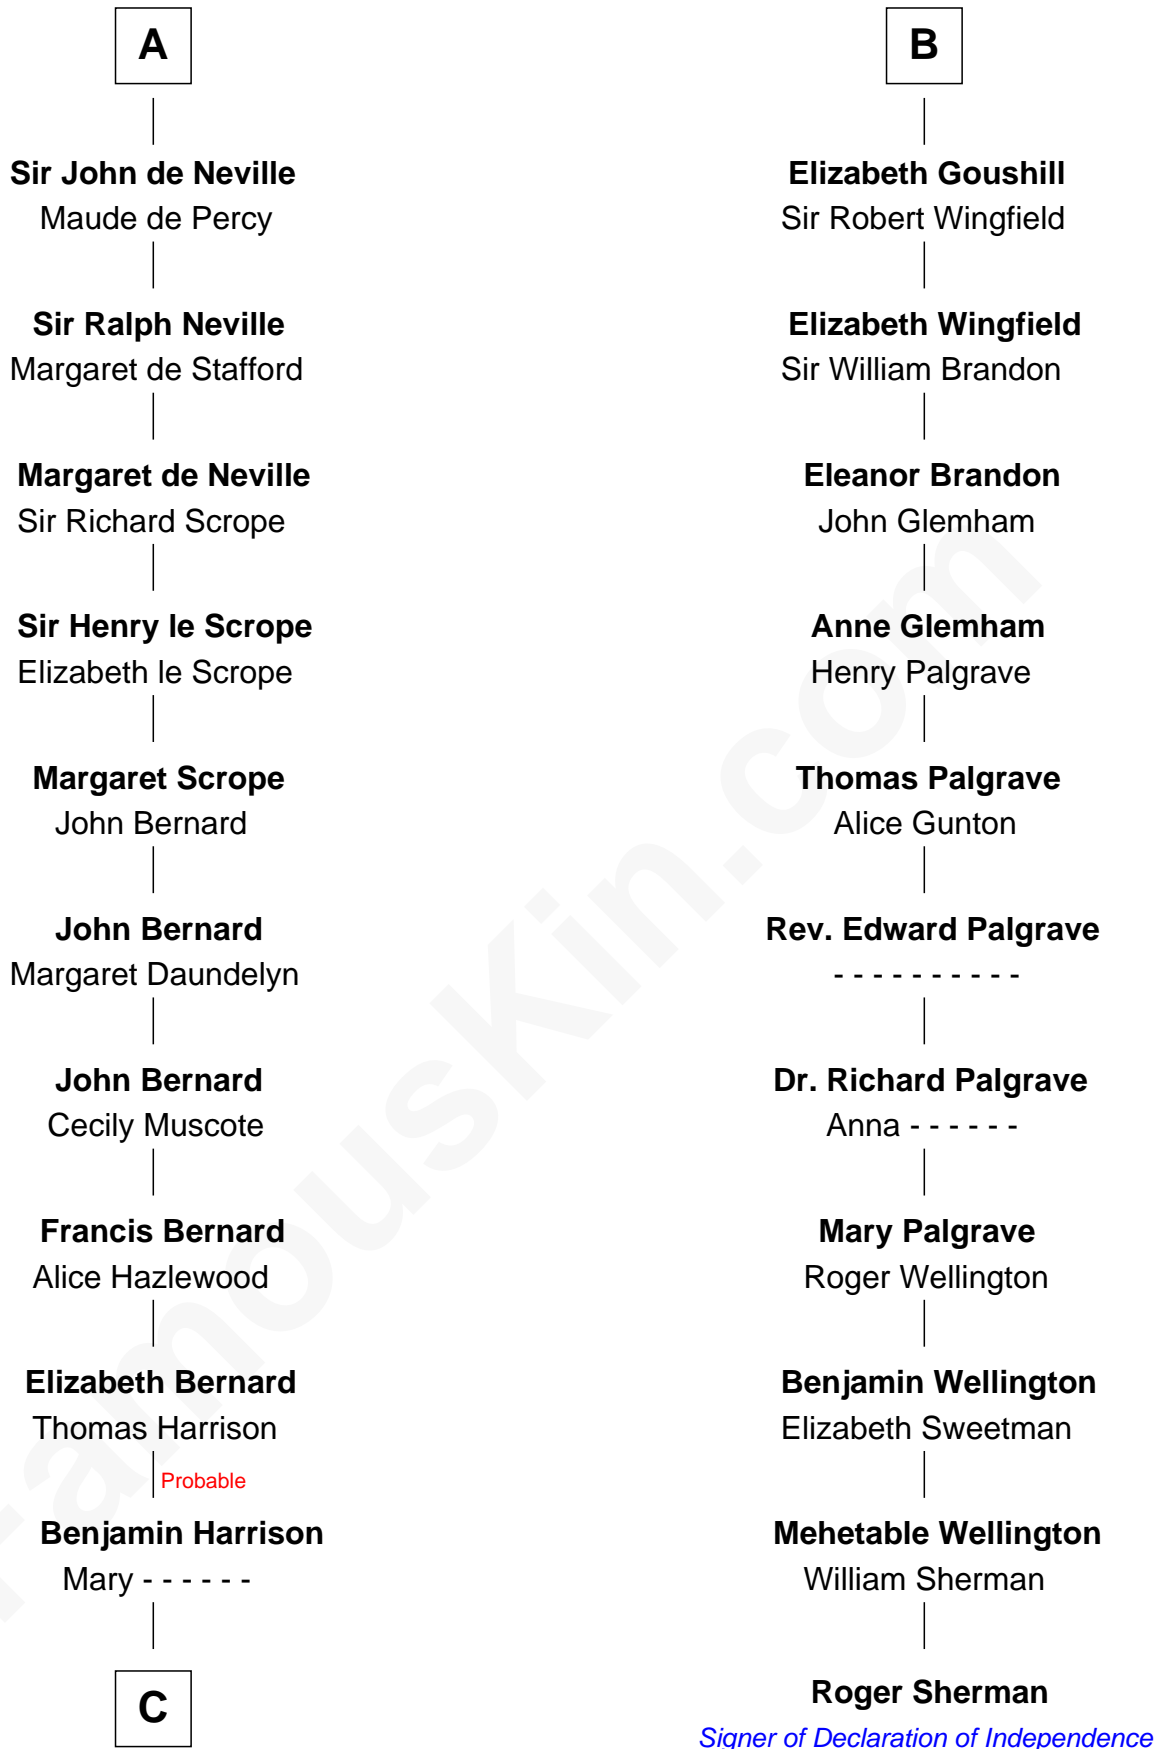 A
Sir John de Neville
Maude de Percy
Sir Ralph Neville
Margaret de Stafford
Margaret de Neville
Sir Richard Scrope
Sir Henry le Scrope
Elizabeth le Scrope
Margaret Scrope
John Bernard
John Bernard
Margaret Daundelyn
John Bernard
Cecily Muscote
Francis Bernard
Alice Hazlewood
Elizabeth Bernard
Thomas Harrison
Probable
Benjamin Harrison
Mary - - - - - -
C
B
Elizabeth Goushill
Sir Robert Wingfield
Elizabeth Wingfield
Sir William Brandon
Eleanor Brandon
John Glemham
Anne Glemham
Henry Palgrave
Thomas Palgrave
Alice Gunton
Rev. Edward Palgrave
- - - - - - - - - -
Dr. Richard Palgrave
Anna - - - - - -
Mary Palgrave
Roger Wellington
Benjamin Wellington
Elizabeth Sweetman
Mehetable Wellington
William Sherman
Roger Sherman
Signer of Declaration of Independence
FamousKin.com